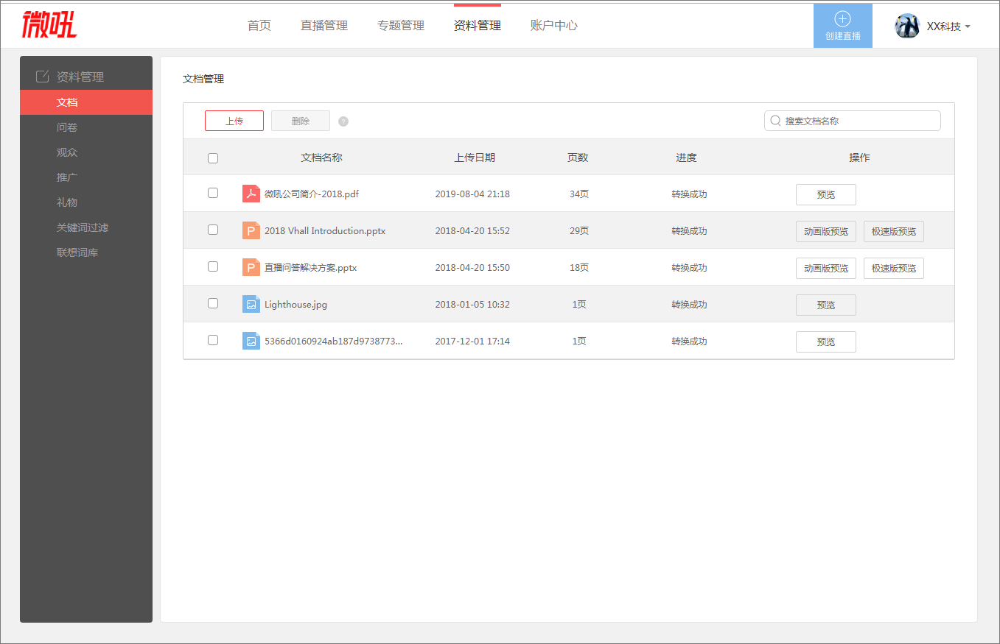 微吼
首页 直播管理 专题管理 资料管理 账户中心
创建直播
XX科技
资料管理
文档
问卷
观众
推广
礼物
关键词过滤
联想词库
文档管理
上传 删除 ?
搜索文档名称
文档名称 上传日期 页数 进度 操作
微吼公司简介-2018.pdf 2019-08-04 21:18 34页 转换成功 预览
P 2018 Vhall Introduction.pptx 2018-04-20 15:52 29页 转换成功 动画版预览 极速版预览
P 直播问答解决方案.pptx 2018-04-20 15:50 18页 转换成功 动画版预览 极速版预览
Lighthouse.jpg 2018-01-05 10:32 1页 转换成功 预览
5366d0160924ab187d9738773... 2017-12-01 17:14 1页 转换成功 预览